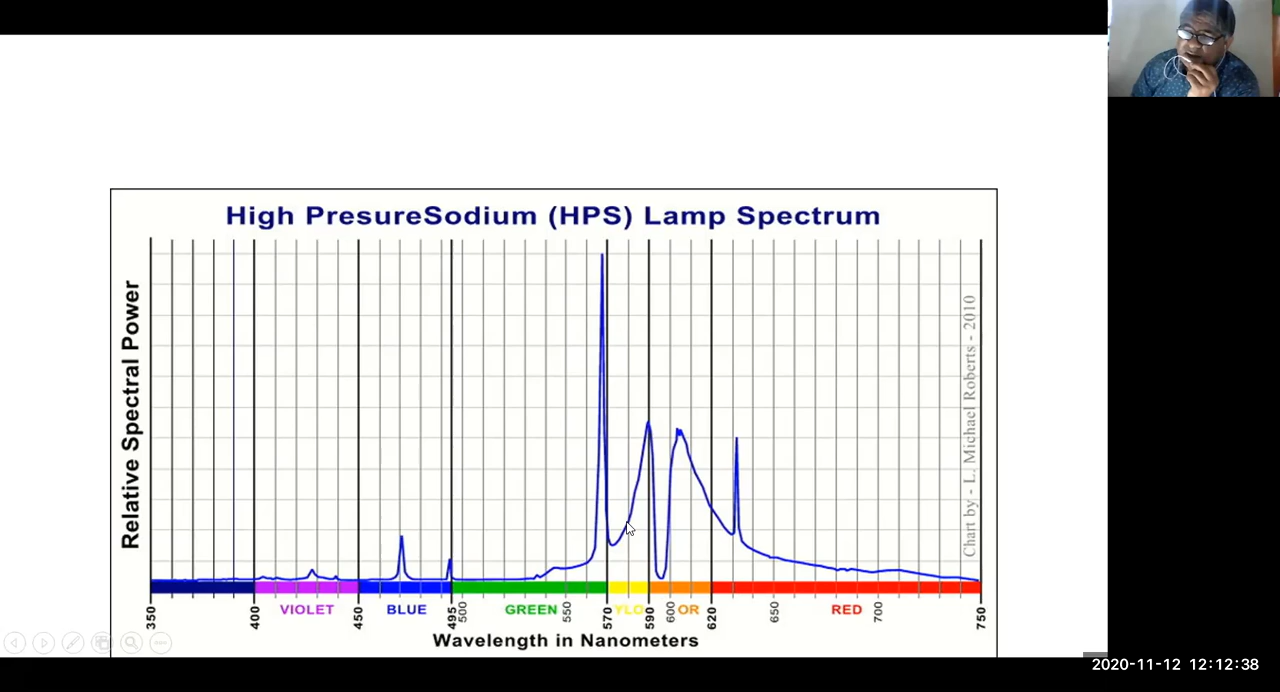 High PresureSodium (HPS) Lamp Spectrum
Relative Spectral Power
Chart by - L. Michael Roberts - 2010
VIOLET BLUE GREEN YLO OR RED
350 400 450 495 500 550 570 590 600 620 650 700 750
Wavelength in Nanometers
2020-11-12 12:12:38